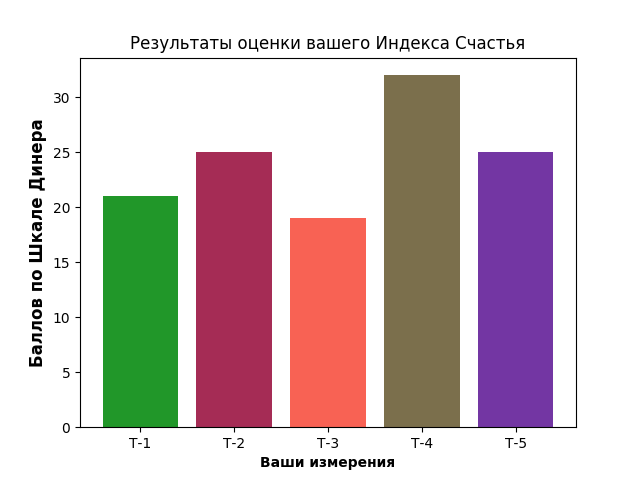 Результаты оценки вашего Индекса Счастья
Баллов по Шкале Динера
30
25
20
15
10
5
0
Т-1 Т-2 Т-3 Т-4 Т-5
Ваши измерения